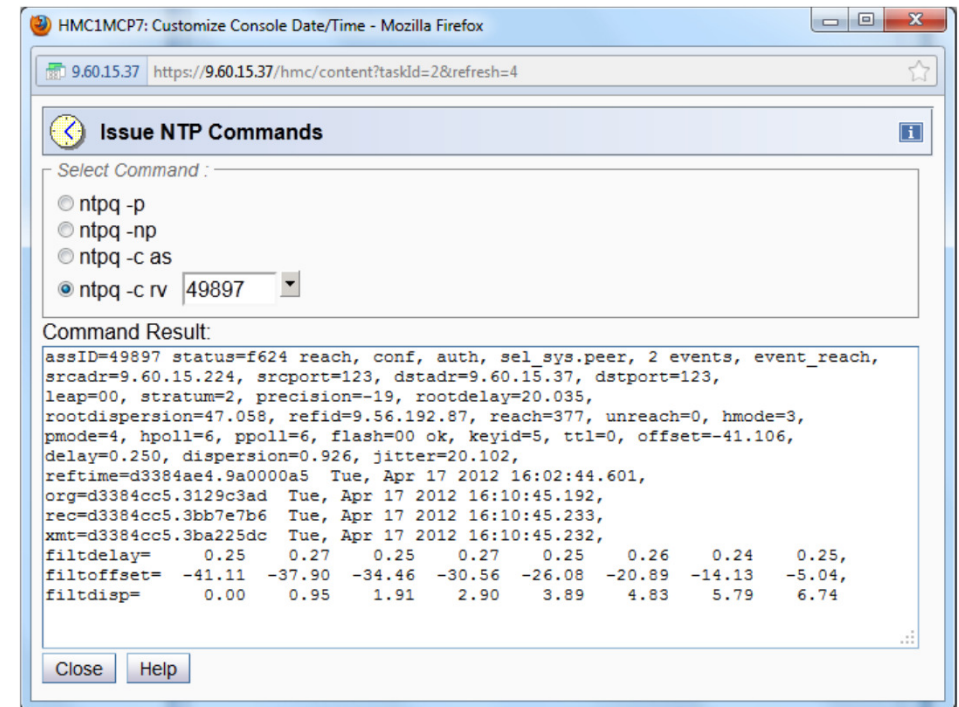 HMC1MCP7: Customize Console Date/Time - Mozilla Firefox
9.60.15.37 https://9.60.15.37/hmc/content?taskId=2&refresh=4
Issue NTP Commands
Select Command :
ntpq -p
ntpq -np
ntpq -c as
ntpq -c rv 49897
Command Result:
assID=49897 status=f624 reach, conf, auth, sel_sys.peer, 2 events, event_reach,
srcadr=9.60.15.224, srcport=123, dstadr=9.60.15.37, dstport=123,
leap=00, stratum=2, precision=-19, rootdelay=20.035,
rootdispersion=47.058, refid=9.56.192.87, reach=377, unreach=0, hmode=3,
pmode=4, hpoll=6, ppoll=6, flash=00 ok, keyid=5, ttl=0, offset=-41.106,
delay=0.250, dispersion=0.926, jitter=20.102,
reftime=d3384ae4.9a0000a5  Tue, Apr 17 2012 16:02:44.601,
org=d3384cc5.3129c3ad  Tue, Apr 17 2012 16:10:45.192,
rec=d3384cc5.3bb7e7b6  Tue, Apr 17 2012 16:10:45.233,
xmt=d3384cc5.3ba225dc  Tue, Apr 17 2012 16:10:45.232,
filtdelay=     0.25    0.27    0.25    0.27    0.25    0.26    0.24    0.25,
filtoffset=  -41.11  -37.90  -34.46  -30.56  -26.08  -20.89  -14.13   -5.04,
filtdisp=      0.00    0.95    1.91    2.90    3.89    4.83    5.79    6.74
Close Help